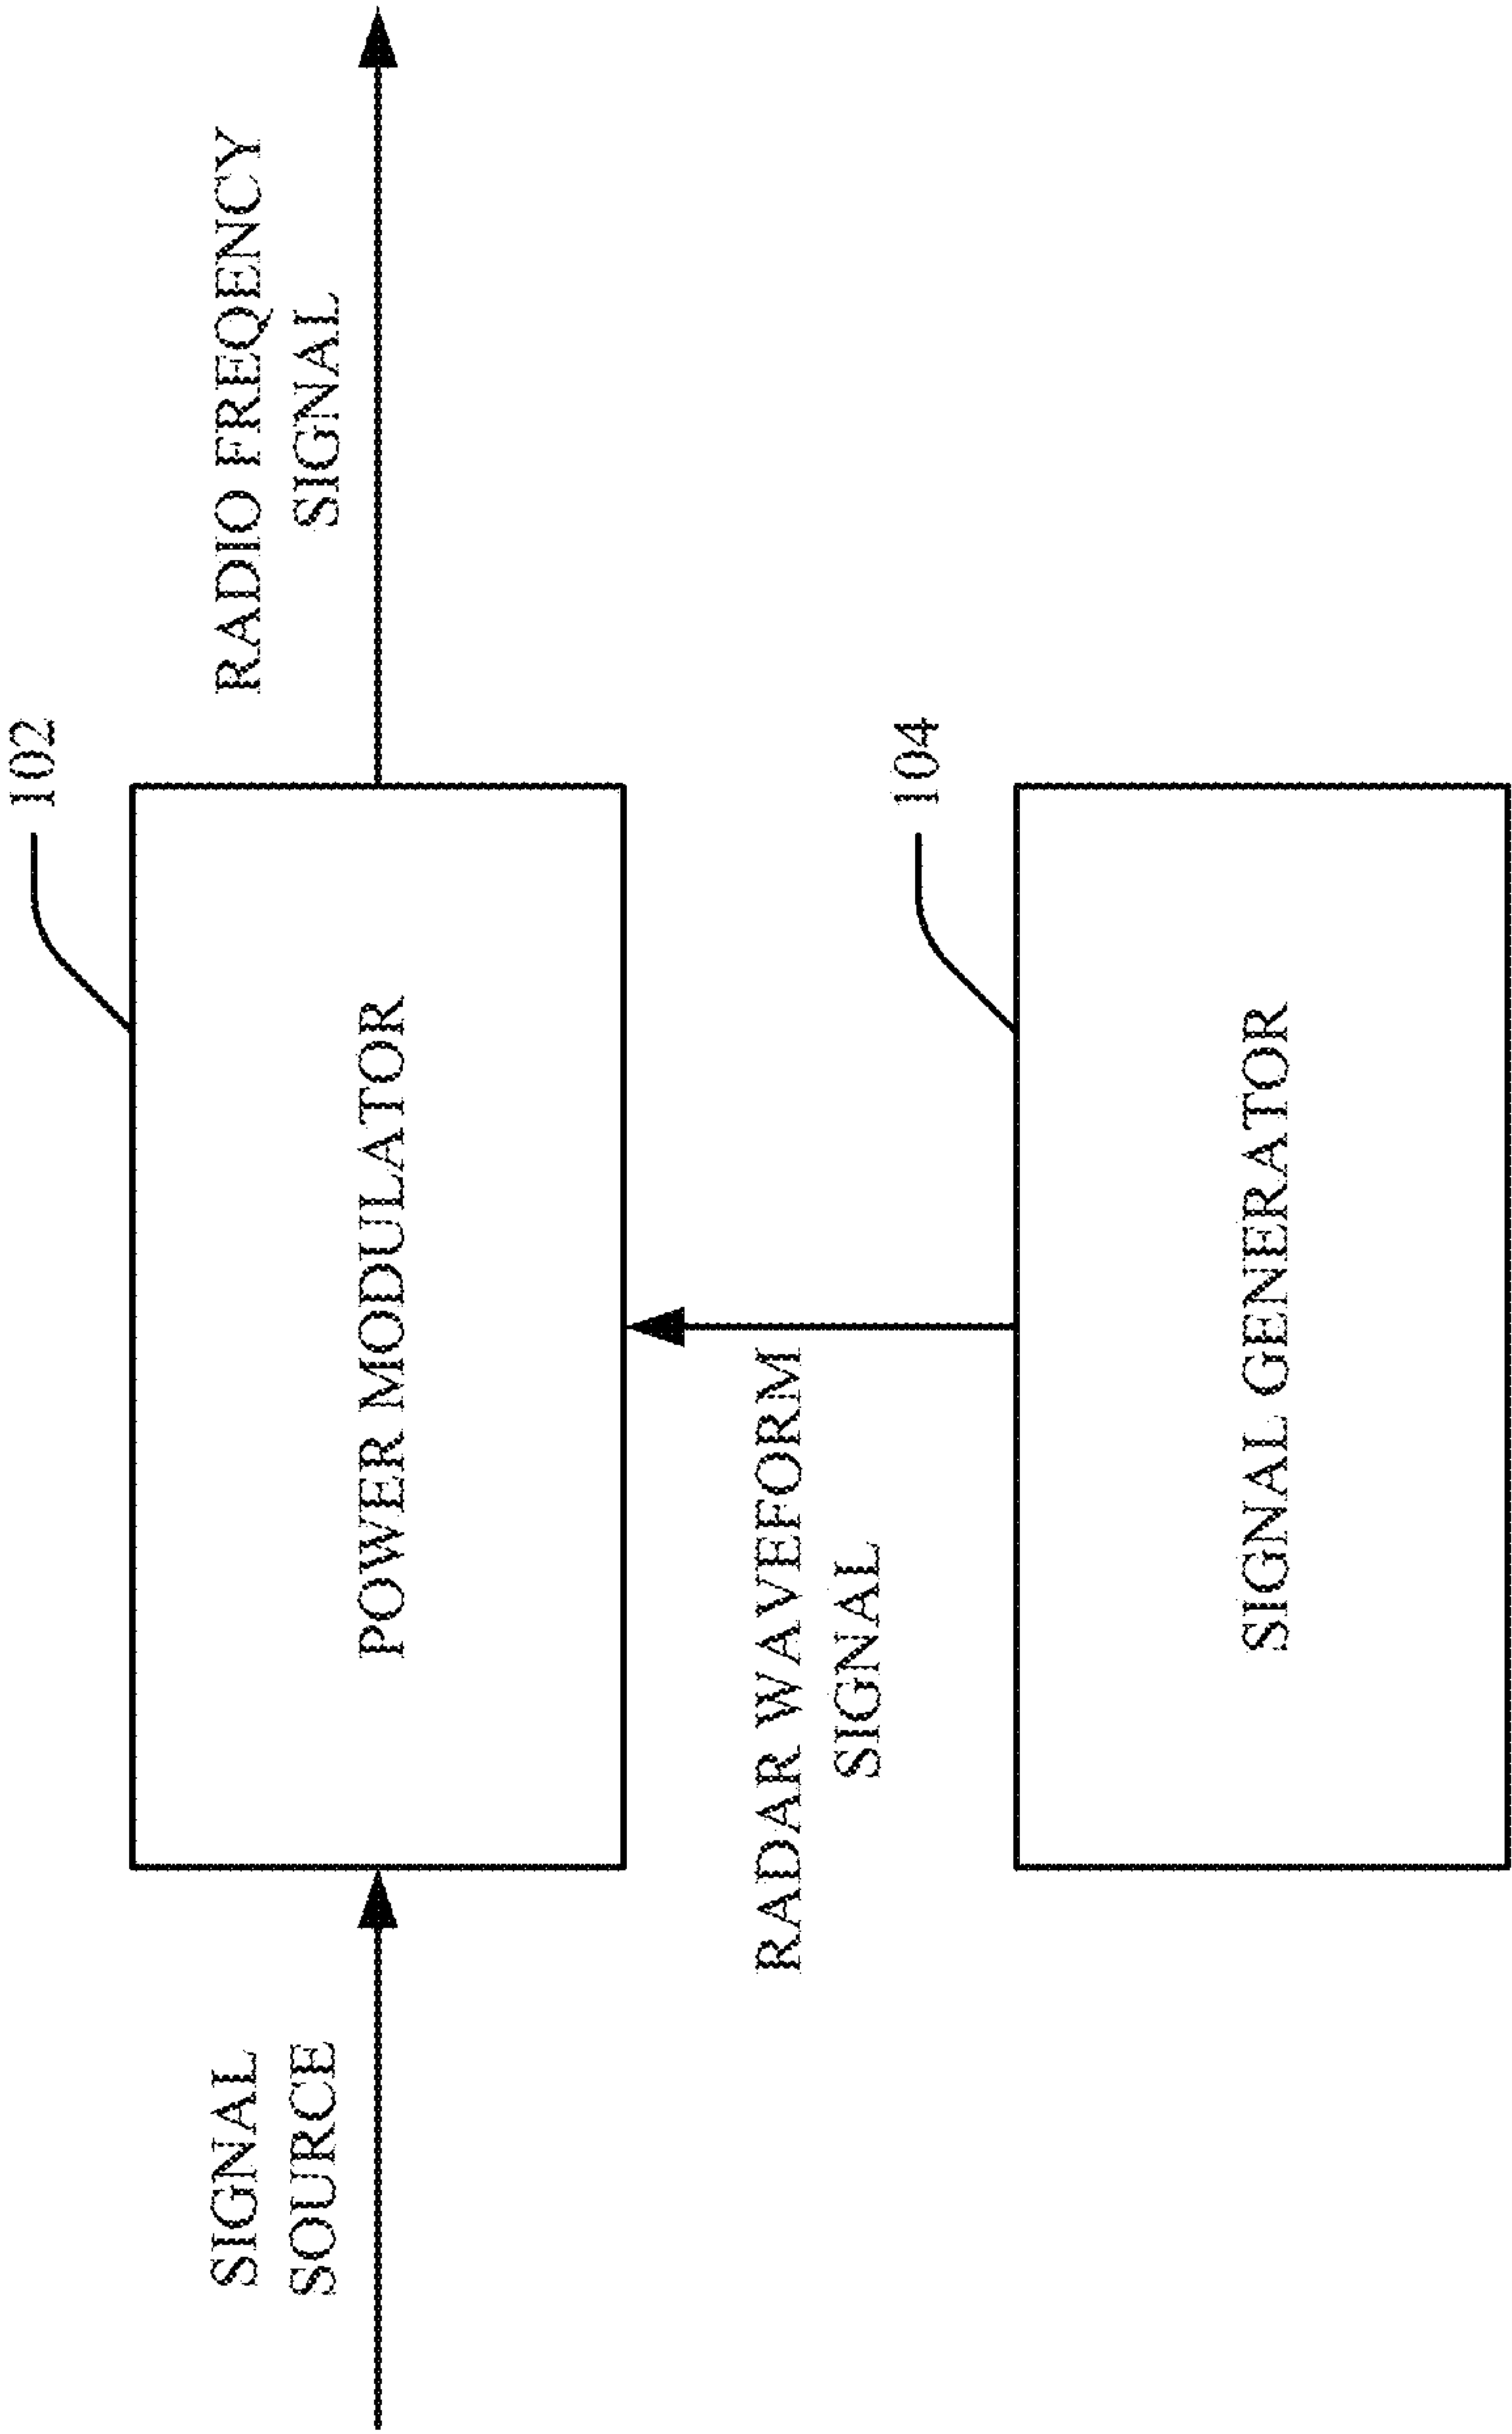 SIGNAL
SOURCE
102
POWER MODULATOR
RADIO FREQENCY
SIGNAL
RADAR WAVEFORM
SIGNAL
104
SIGNAL GENERATOR